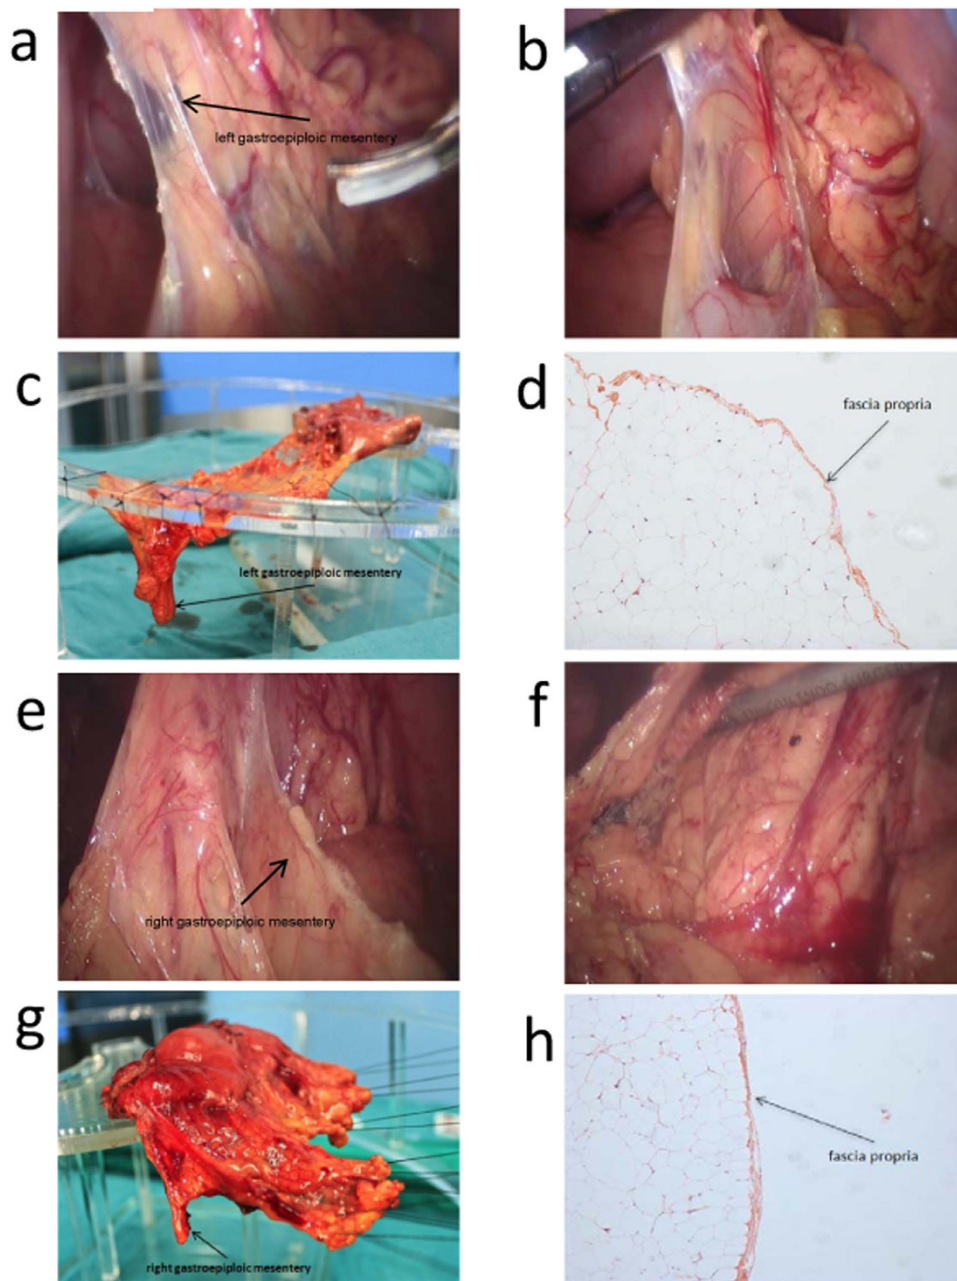 a
left gastroepiploic mesentery
b
c
left gastroepiploic mesentery
d
fascia propria
e
right gastroepiploic mesentery
f
g
right gastroepiploic mesentery
h
fascia propria